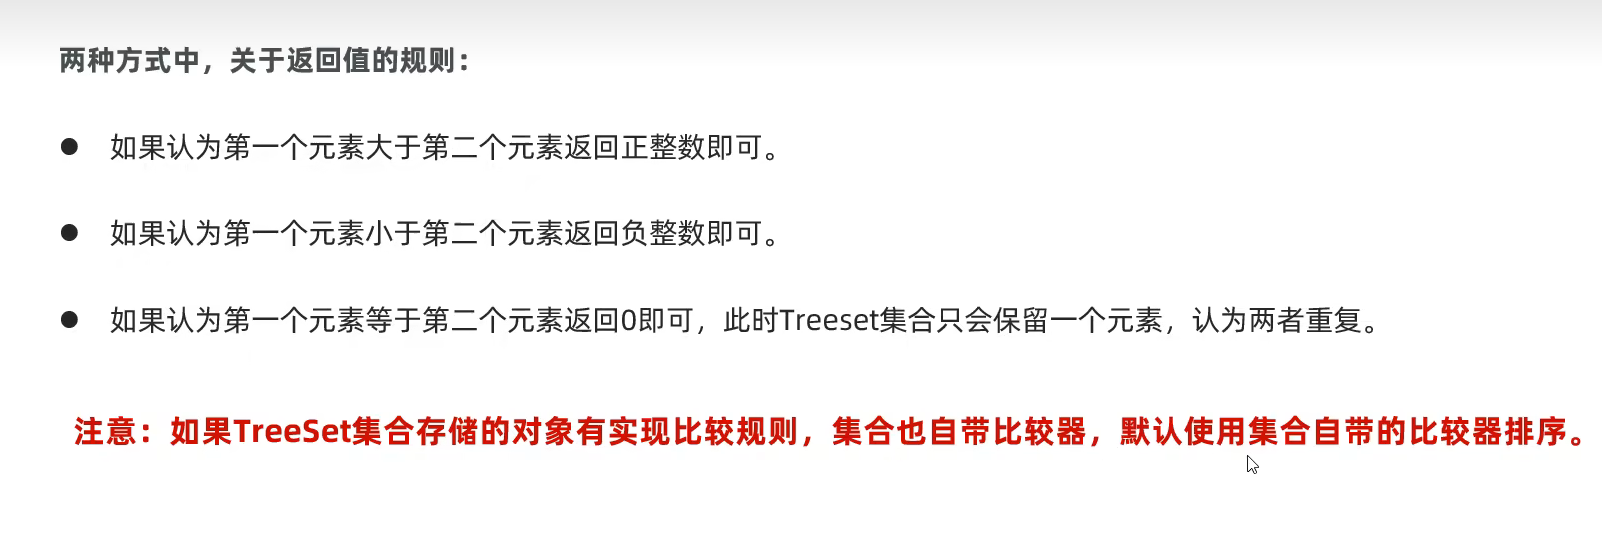 两种方式中，关于返回值的规则：
● 如果认为第一个元素大于第二个元素返回正整数即可。
● 如果认为第一个元素小于第二个元素返回负整数即可。
● 如果认为第一个元素等于第二个元素返回0即可，此时Treeset集合只会保留一个元素，认为两者重复。
注意：如果TreeSet集合存储的对象有实现比较规则，集合也自带比较器，默认使用集合自带的比较器排序。